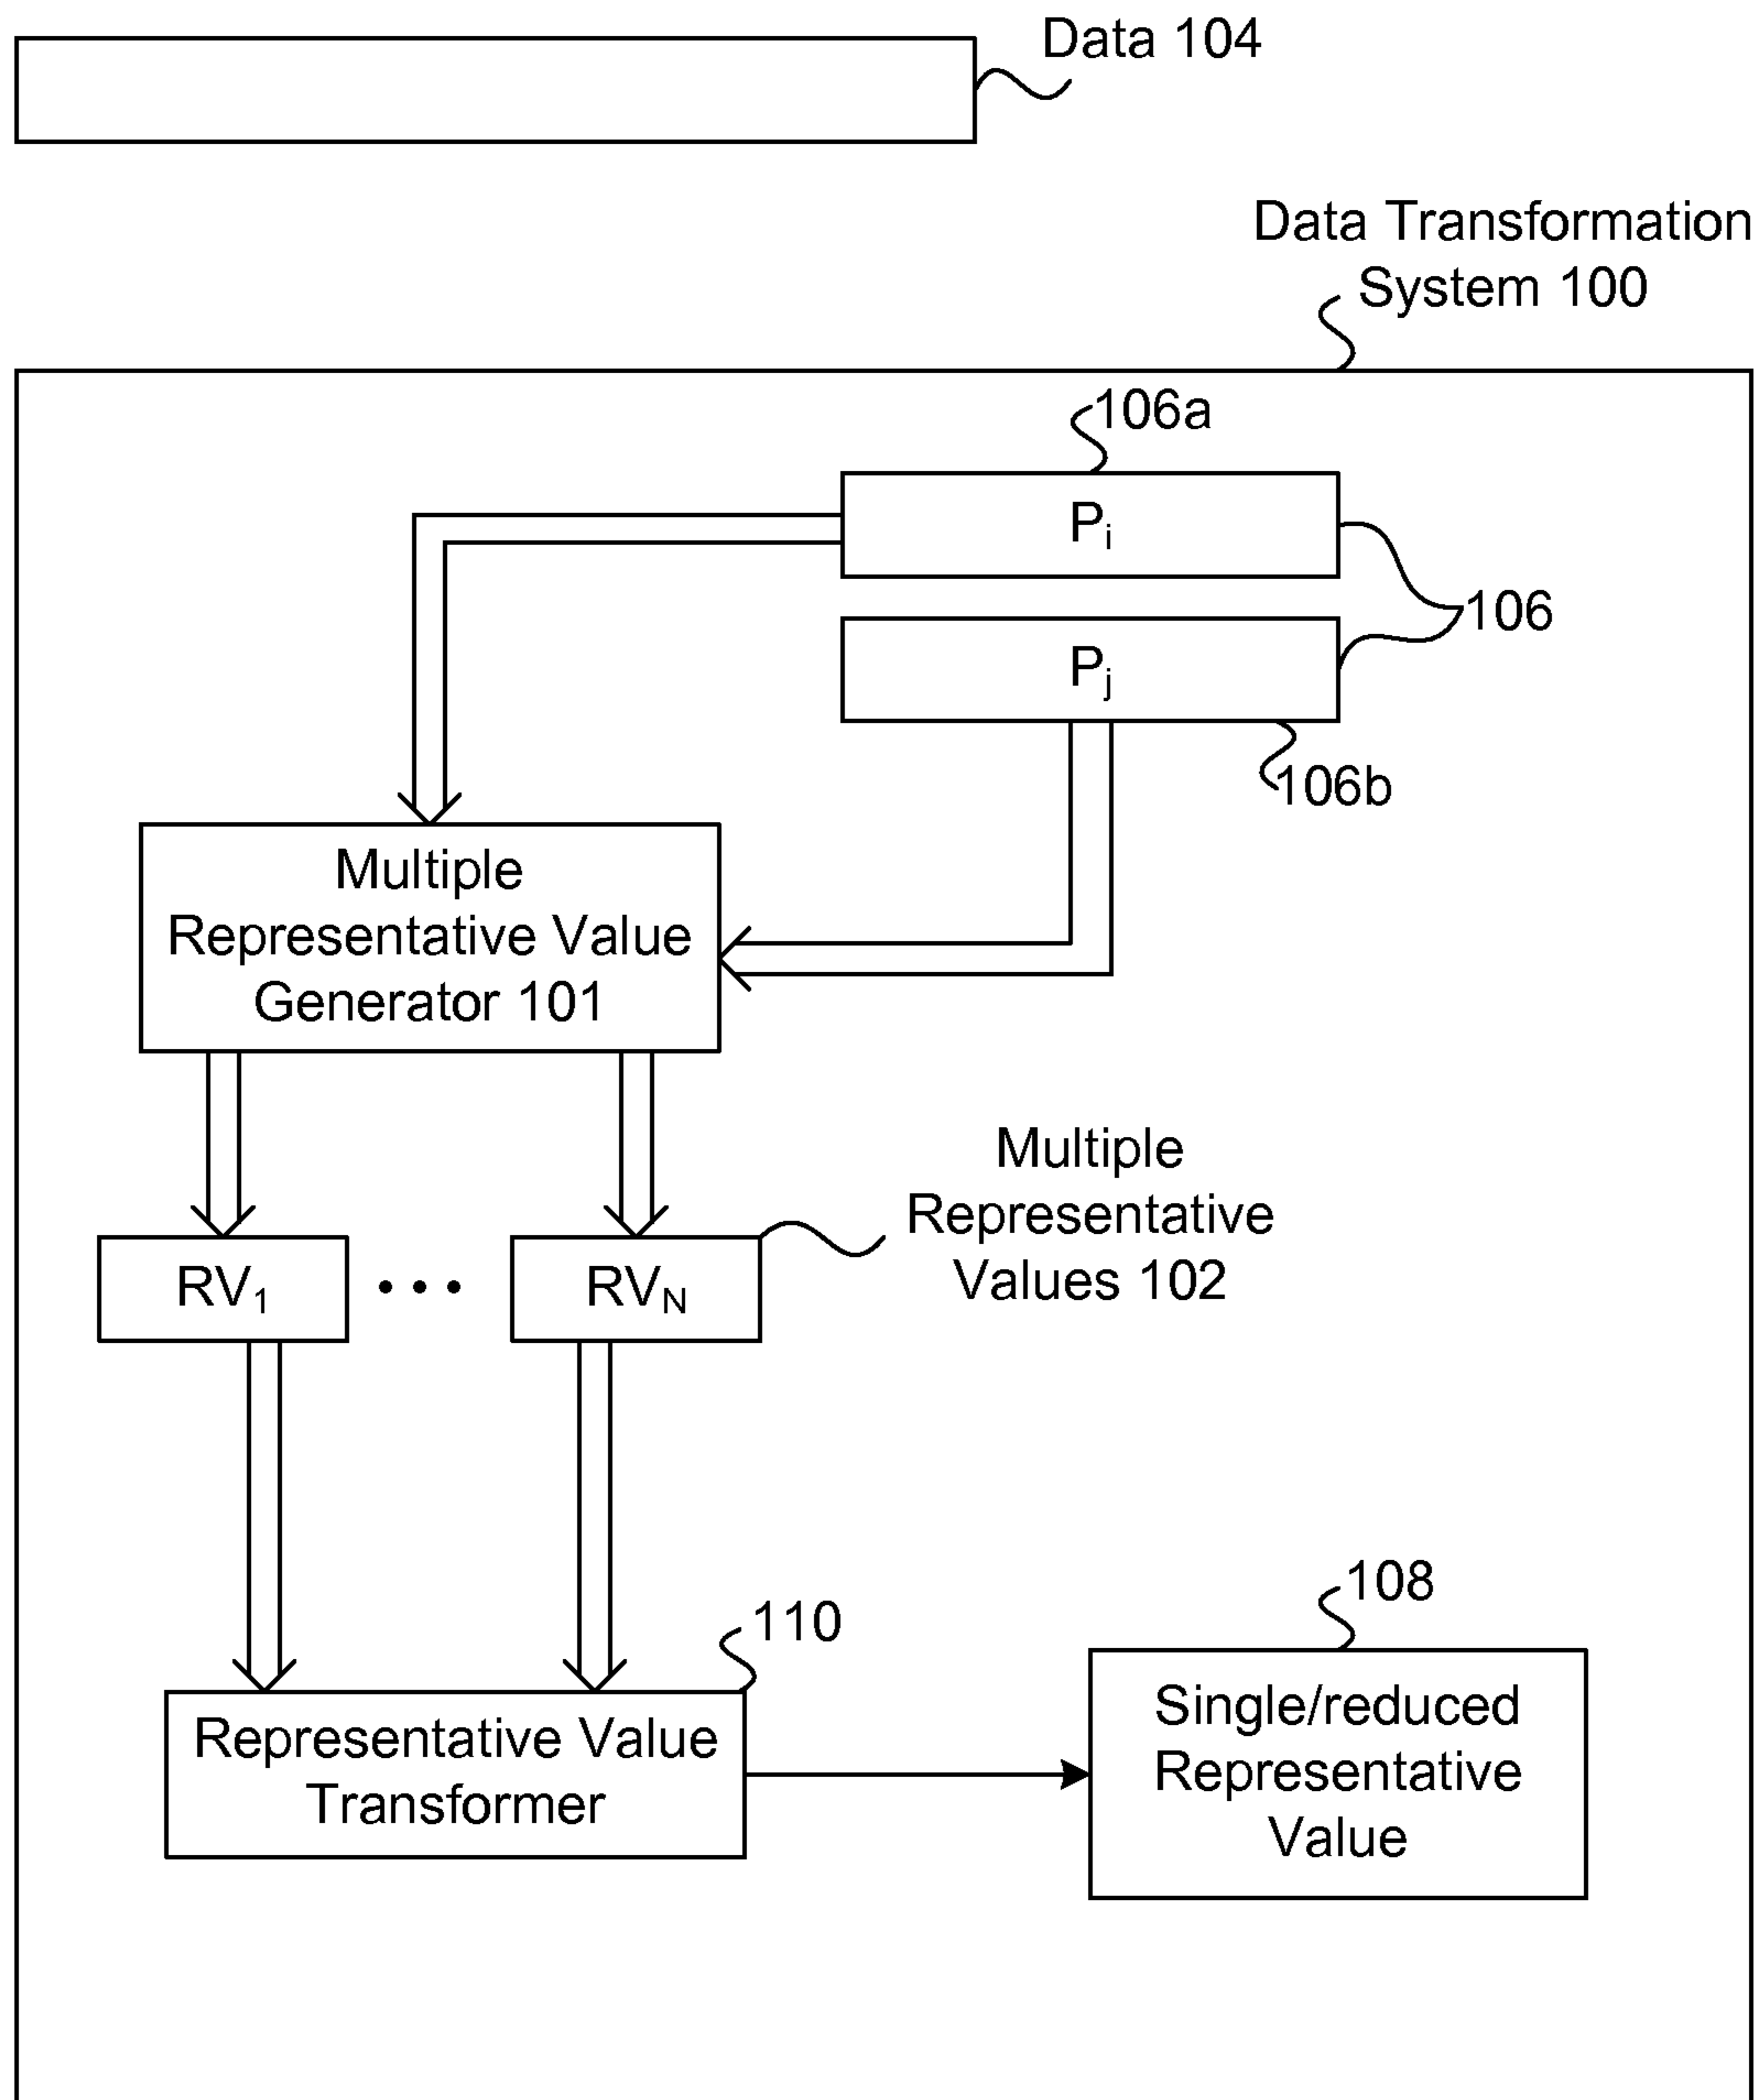 Data 104
Data Transformation
System 100
106a
Pi
106
Pj
106b
Multiple
Representative Value
Generator 101
Multiple
Representative
Values 102
RV1
RVN
110
Representative Value
Transformer
108
Single/reduced
Representative
Value